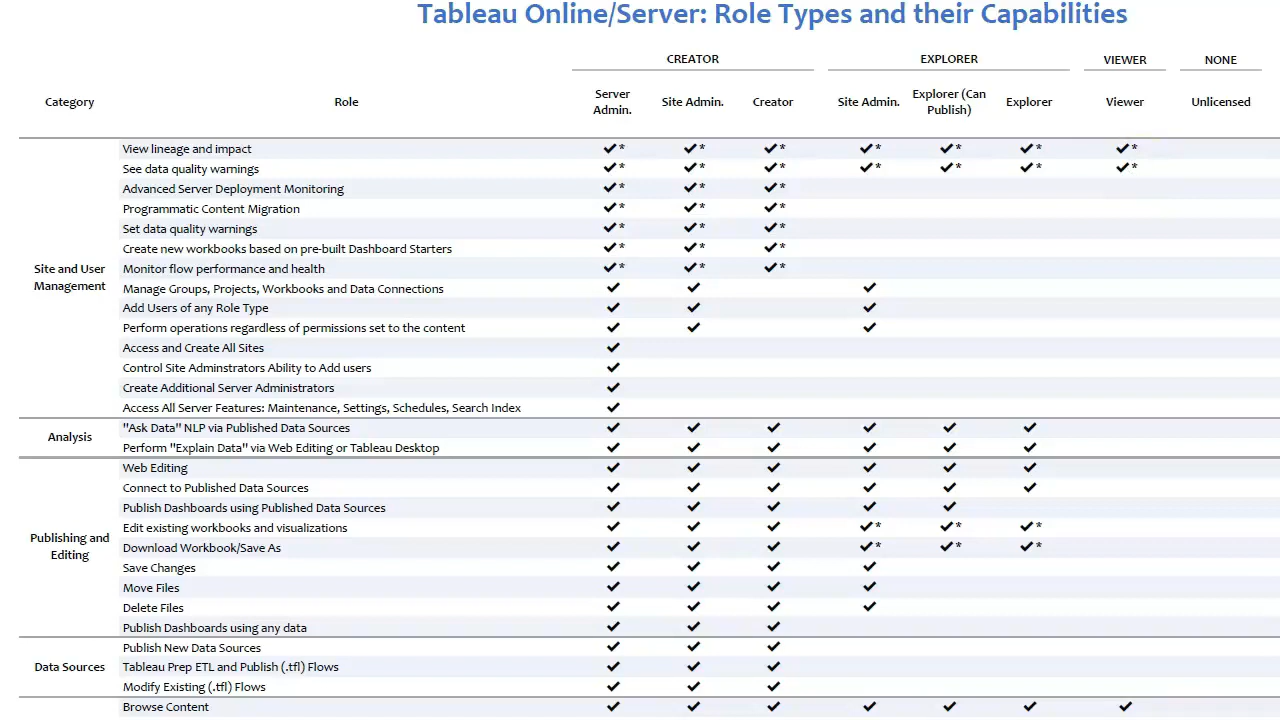 Tableau Online/Server: Role Types and their Capabilities
CREATOR EXPLORER VIEWER NONE
Category Role Server Admin. Site Admin. Creator Site Admin. Explorer (Can Publish) Explorer Viewer Unlicensed
Site and User Management
View lineage and impact ✔* ✔* ✔* ✔* ✔* ✔* ✔*
See data quality warnings ✔* ✔* ✔* ✔* ✔* ✔* ✔*
Advanced Server Deployment Monitoring ✔* ✔* ✔*
Programmatic Content Migration ✔* ✔* ✔*
Set data quality warnings ✔* ✔* ✔*
Create new workbooks based on pre-built Dashboard Starters ✔* ✔* ✔*
Monitor flow performance and health ✔* ✔* ✔*
Manage Groups, Projects, Workbooks and Data Connections ✔ ✔ ✔
Add Users of any Role Type ✔ ✔ ✔
Perform operations regardless of permissions set to the content ✔ ✔ ✔
Access and Create All Sites ✔
Control Site Adminstrators Ability to Add users ✔
Create Additional Server Administrators ✔
Access All Server Features: Maintenance, Settings, Schedules, Search Index ✔
Analysis
"Ask Data" NLP via Published Data Sources ✔ ✔ ✔ ✔ ✔ ✔
Perform "Explain Data" via Web Editing or Tableau Desktop ✔ ✔ ✔ ✔ ✔ ✔
Publishing and Editing
Web Editing ✔ ✔ ✔ ✔ ✔ ✔
Connect to Published Data Sources ✔ ✔ ✔ ✔ ✔ ✔
Publish Dashboards using Published Data Sources ✔ ✔ ✔ ✔ ✔
Edit existing workbooks and visualizations ✔ ✔ ✔ ✔* ✔* ✔*
Download Workbook/Save As ✔ ✔ ✔ ✔* ✔* ✔*
Save Changes ✔ ✔ ✔ ✔
Move Files ✔ ✔ ✔ ✔
Delete Files ✔ ✔ ✔ ✔
Publish Dashboards using any data ✔ ✔ ✔
Data Sources
Publish New Data Sources ✔ ✔ ✔
Tableau Prep ETL and Publish (.tfl) Flows ✔ ✔ ✔
Modify Existing (.tfl) Flows ✔ ✔ ✔
Browse Content ✔ ✔ ✔ ✔ ✔ ✔ ✔